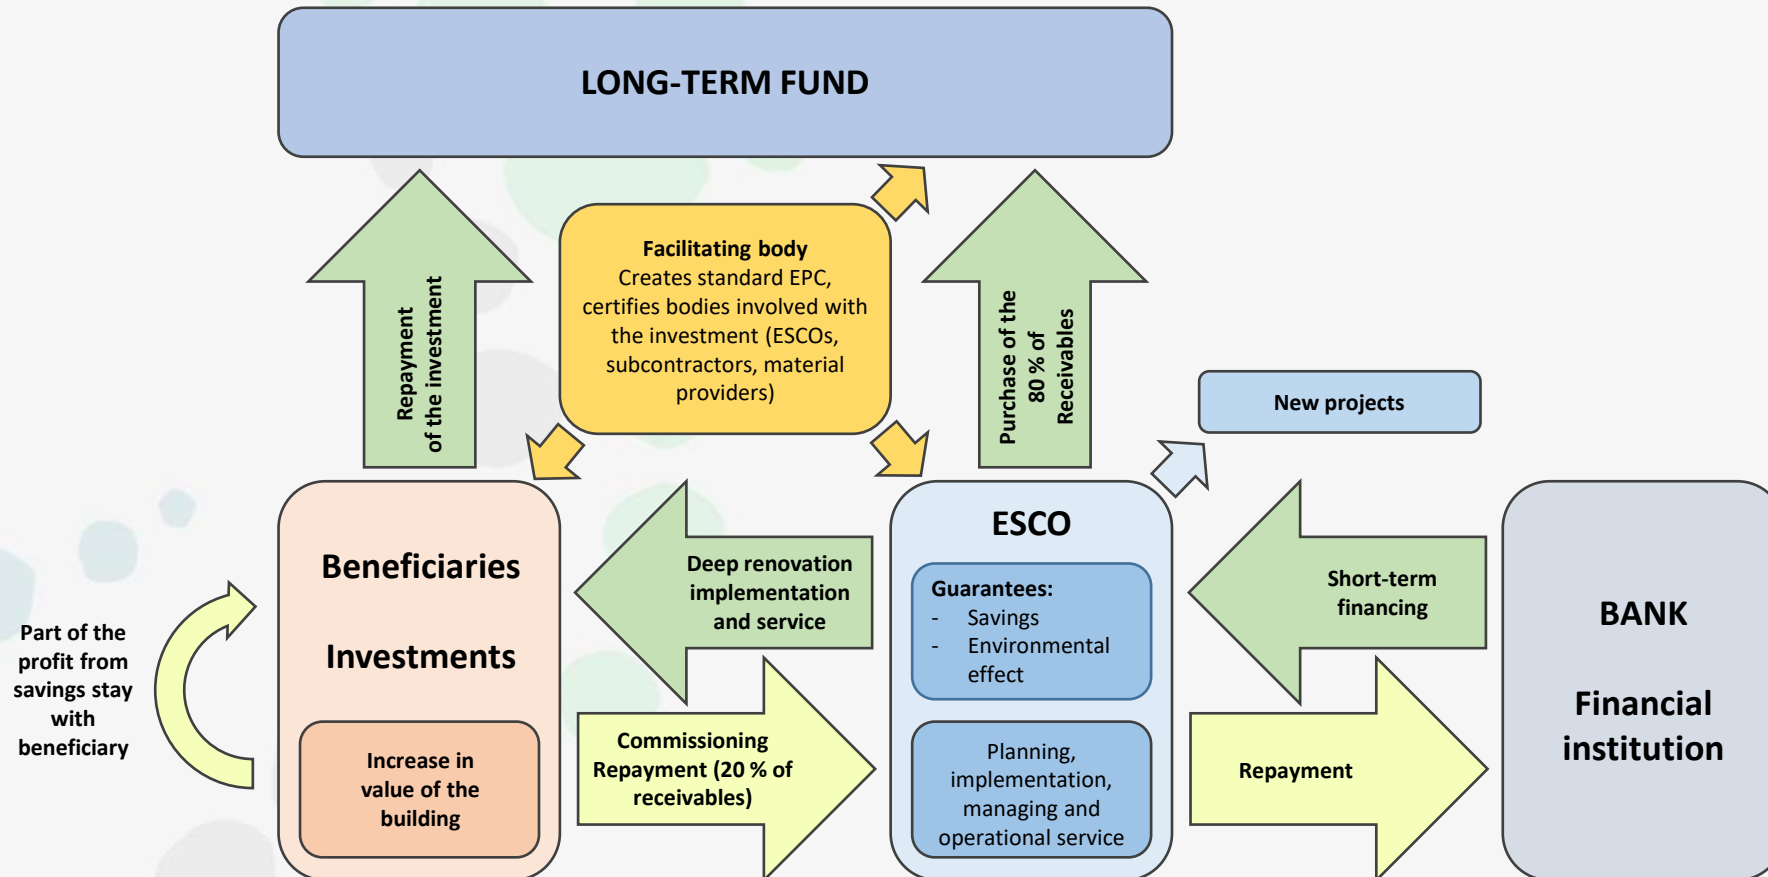 LONG-TERM FUND
Repayment
of the investment
Facilitating body
Creates standard EPC,
certifies bodies involved with
the investment (ESCOs,
subcontractors, material
providers)
Purchase of the
80 % of
Receivables
New projects
Part of the
profit from
savings stay
with
beneficiary
Beneficiaries
Investments
Increase in
value of the
building
Deep renovation
implementation
and service
Commissioning
Repayment (20 % of
receivables)
ESCO
Guarantees:
- Savings
- Environmental
effect
Planning,
implementation,
managing and
operational service
Short-term
financing
Repayment
BANK
Financial
institution